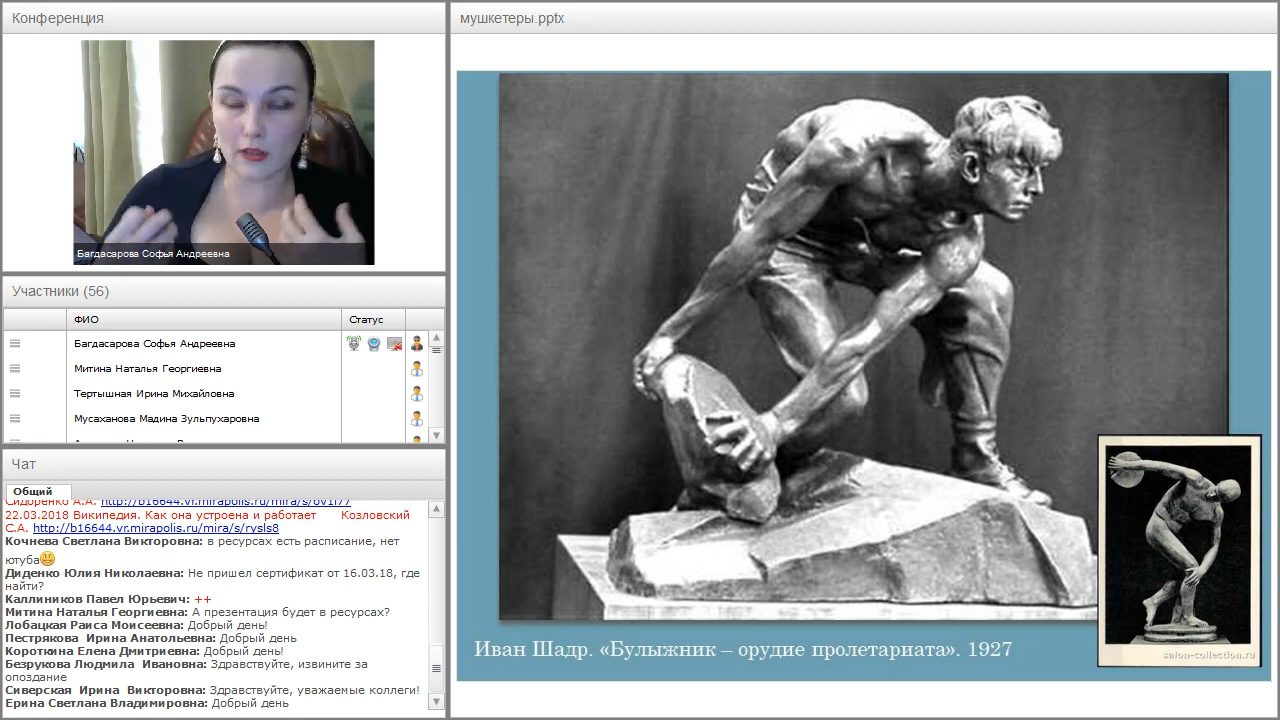 Конференция
Багдасарова Софья Андреевна
Участники (56)
ФИО
Статус
Багдасарова Софья Андреевна
Митина Наталья Георгиевна
Тертышная Ирина Михайловна
Мусаханова Мадина Зульпухаровна
Чат
Общий
Сидоренко А.А. http://b16644.vr.mirapolis.ru/mira/s/ov1f77
22.03.2018 Википедия. Как она устроена и работает Козловский
С.А. http://b16644.vr.mirapolis.ru/mira/s/rysls8
Кочнева Светлана Викторовна: в ресурсах есть расписание, нет
ютуба
Диденко Юлия Николаевна: Не пришел сертификат от 16.03.18, где
найти?
Каллиников Павел Юрьевич: ++
Митина Наталья Георгиевна: А презентация будет в ресурсах?
Лобацкая Раиса Моисеевна: Добрый день!
Пестрякова Ирина Анатольевна: Добрый день
Короткина Елена Дмитриевна: Добрый день!
Безрукова Людмила Ивановна: Здравствуйте, извините за
опоздание
Сиверская Ирина Викторовна: Здравствуйте, уважаемые коллеги!
Ерина Светлана Владимировна: Добрый день
мушкетеры.pptx
Иван Шадр. «Булыжник – орудие пролетариата». 1927
salon-collection.ru